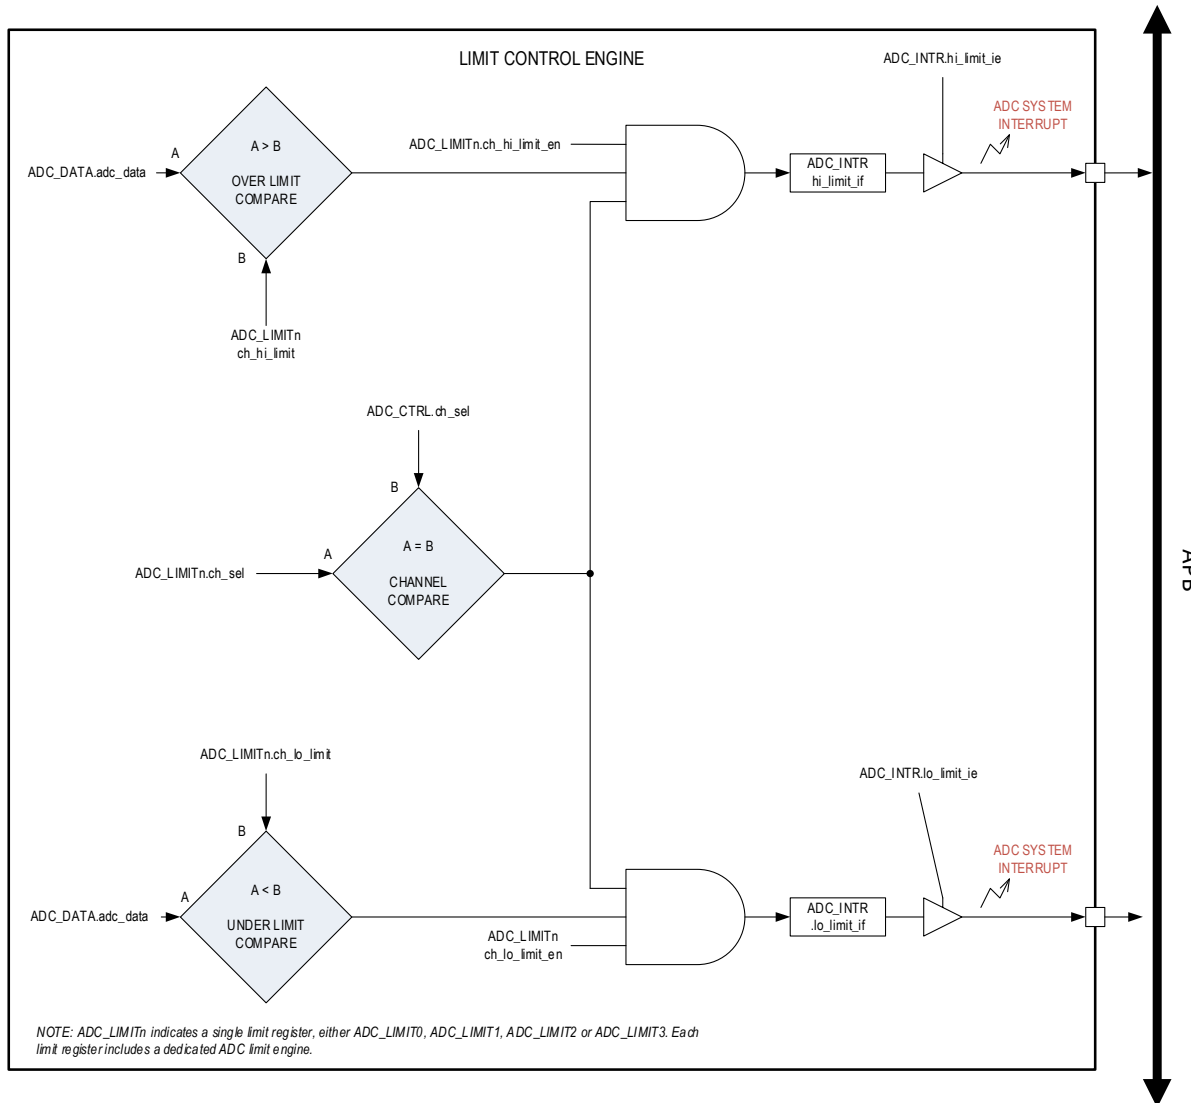 LIMIT CONTROL ENGINE
ADC_INTR.hi_limit_ie
ADC SYSTEM
INTERRUPT
A > B
OVER LIMIT
COMPARE
A
B
ADC_DATA.adc_data
ADC_LIMITn
ch_hi_limit
ADC_LIMITn.ch_hi_limit_en
ADC_INTR
hi_limit_if
ADC_CTRL.ch_sel
B
A
A = B
CHANNEL
COMPARE
ADC_LIMITn.ch_sel
APB
ADC_LIMITn.ch_lo_limit
B
A
A < B
UNDER LIMIT
COMPARE
ADC_DATA.adc_data
ADC_LIMITn
ch_lo_limit_en
ADC_INTR.lo_limit_ie
ADC_INTR
.lo_limit_if
ADC SYSTEM
INTERRUPT
NOTE: ADC_LIMITn indicates a single limit register, either ADC_LIMIT0, ADC_LIMIT1, ADC_LIMIT2 or ADC_LIMIT3. Each
limit register includes a dedicated ADC limit engine.